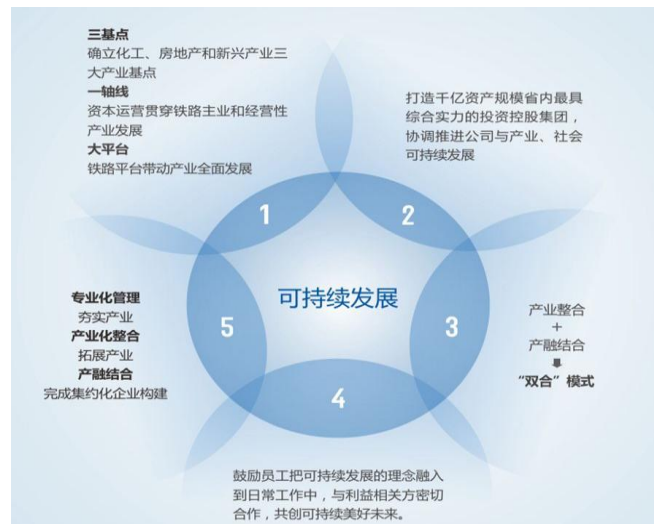 三基点
确立化工、房地产和新兴产业三
大产业基点
一轴线
资本运营贯穿铁路主业和经营性
产业发展
大平台
铁路平台带动产业全面发展
打造千亿资产规模省内最具
综合实力的投资控股集团，
协调推进公司与产业、社会
可持续发展
1
2
可持续发展
专业化管理
夯实产业
产业化整合
拓展产业
产融结合
完成集约化企业构建
5
3
产业整合
+
产融结合
“双合”模式
4
鼓励员工把可持续发展的理念融入
到日常工作中，与利益相关方密切
合作，共创可持续美好未来。